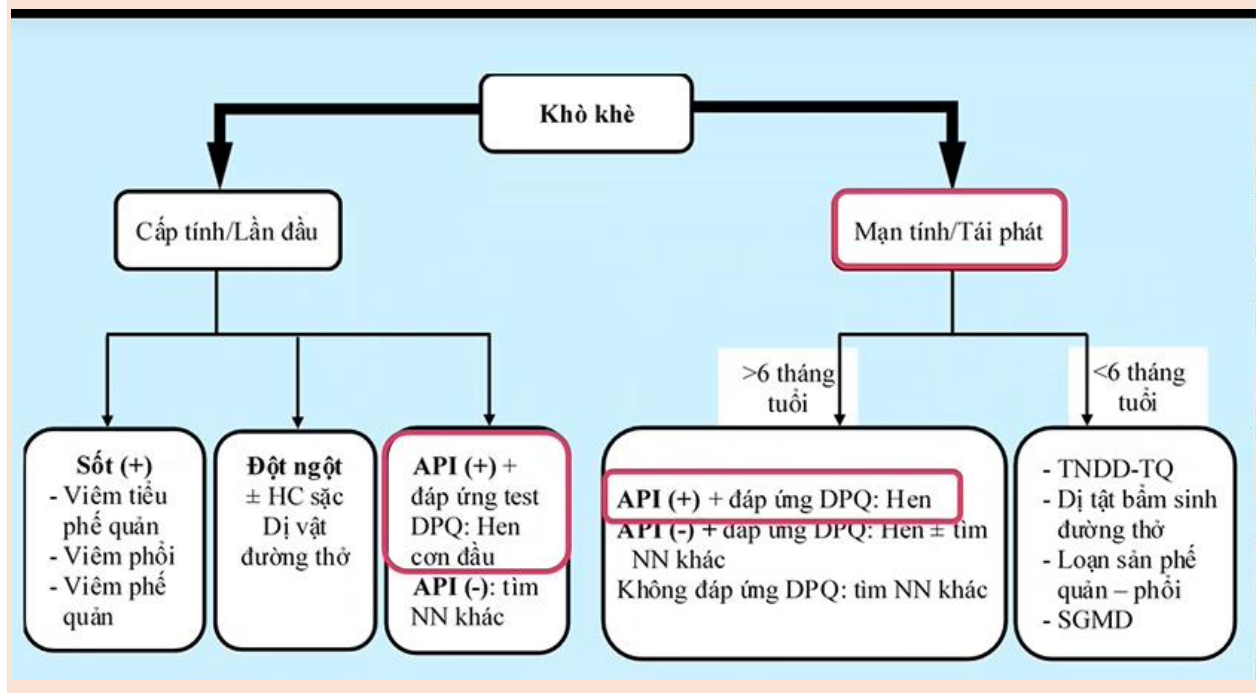 Khò khè
Cấp tính/Lần đầu
Mạn tính/Tái phát
>6 tháng
tuổi
<6 tháng
tuổi
Sốt (+)
- Viêm tiểu
phế quản
- Viêm phổi
- Viêm phế
quản
Đột ngột
± HC sặc
Dị vật
đường thở
API (+) +
đáp ứng test
DPQ: Hen
cơn đầu
API (-): tìm
NN khác
API (+) + đáp ứng DPQ: Hen
API (-) + đáp ứng DPQ: Hen ± tìm
NN khác
Không đáp ứng DPQ: tìm NN khác
- TNDD-TQ
- Dị tật bẩm sinh
đường thở
- Loạn sản phế
quản – phổi
- SGMD